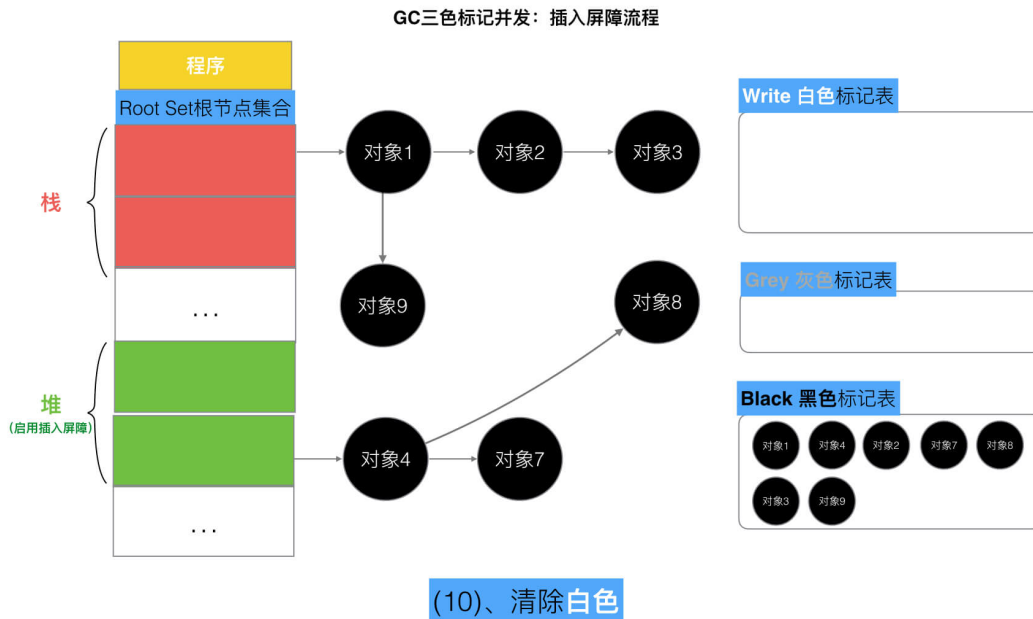 GC三色标记并发：插入屏障流程
程序
Root Set根节点集合
栈
...
堆
（启用插入屏障）
...
对象1
对象2
对象3
对象9
对象8
对象4
对象7
Write 白色标记表
Grey 灰色标记表
Black 黑色标记表
对象1 对象4 对象2 对象7 对象8
对象3 对象9
(10)、清除白色